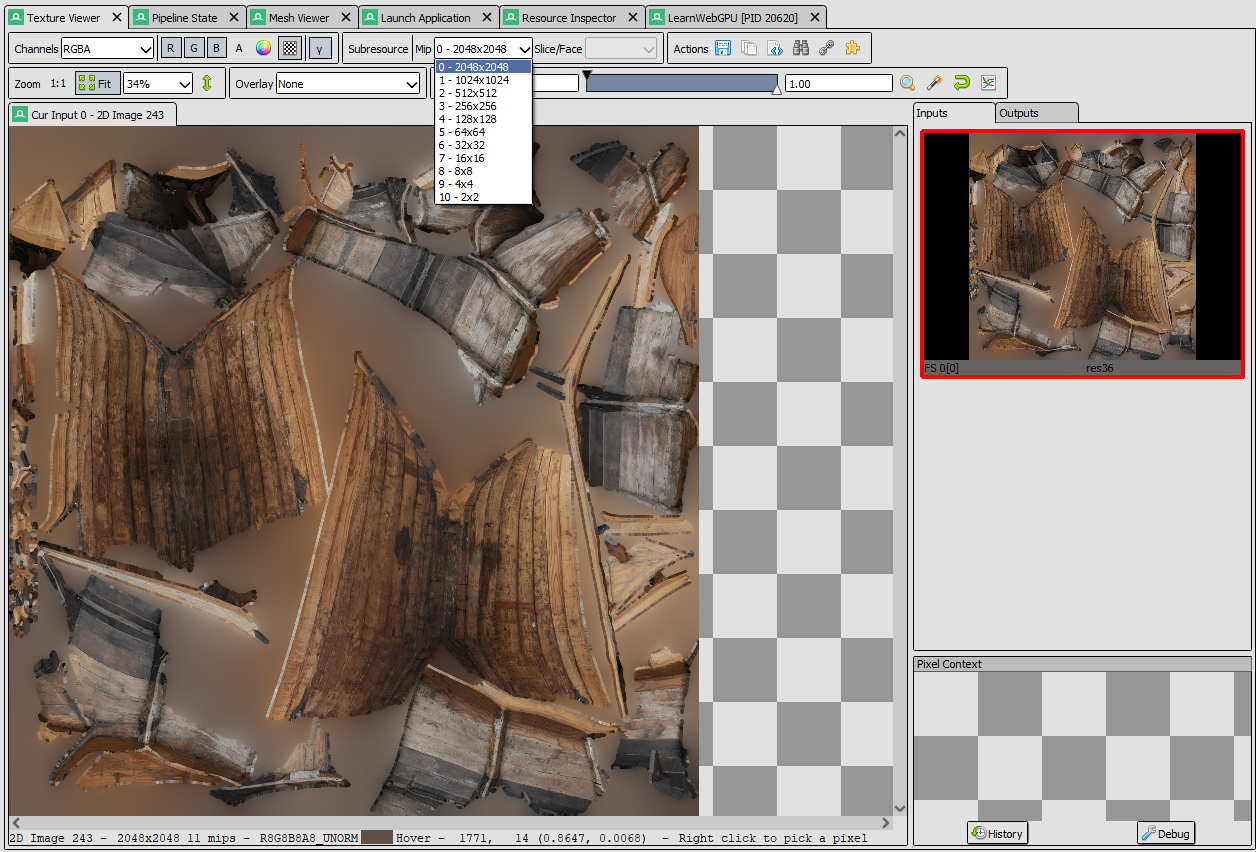 Texture Viewer Pipeline State Mesh Viewer Launch Application Resource Inspector LearnWebGPU [PID 20620]
Channels RGBA R G B A γ Subresource Mip 0 - 2048x2048 Slice/Face Actions
Zoom 1:1 Fit 34% Overlay None 1.00
0 - 2048x2048
1 - 1024x1024
2 - 512x512
3 - 256x256
4 - 128x128
5 - 64x64
6 - 32x32
7 - 16x16
8 - 8x8
9 - 4x4
10 - 2x2
Cur Input 0 - 2D Image 243
Inputs Outputs
FS 0[0] res36
Pixel Context
History Debug
2D Image 243 - 2048x2048 11 mips - R8G8B8A8_UNORM Hover - 1771, 14 (0.8647, 0.0068) - Right click to pick a pixel